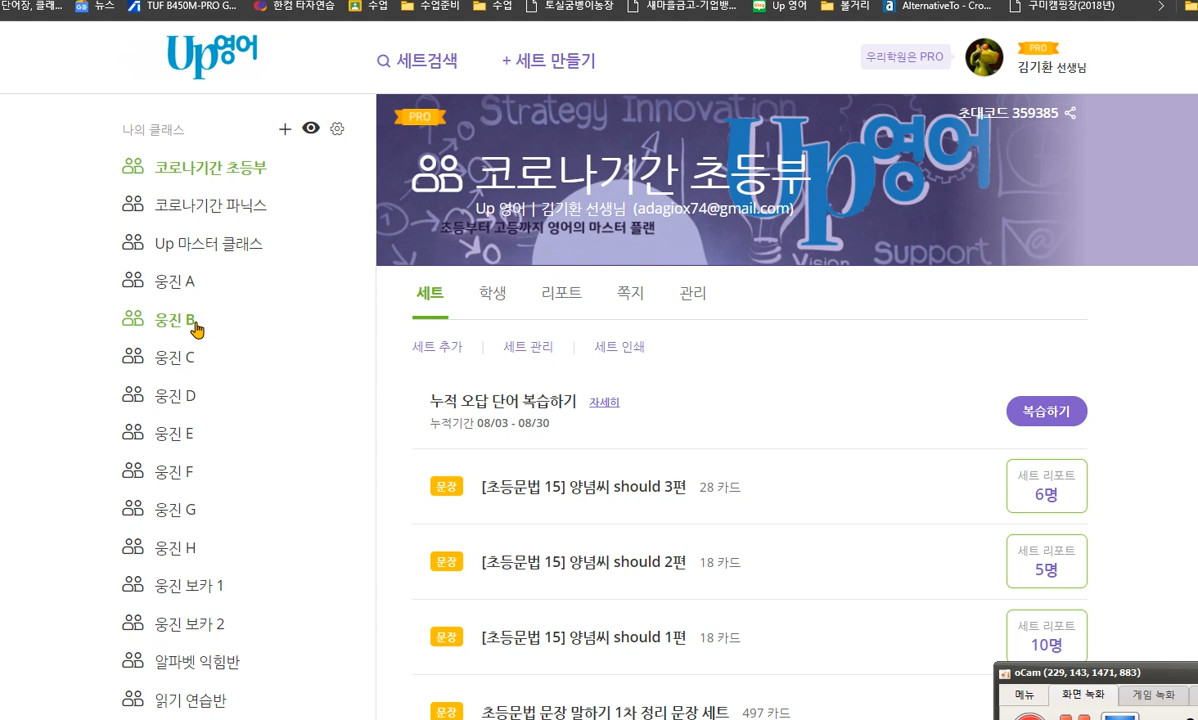 단어장, 클래...
뉴스
TUF B450M-PRO G...
한컴 타자연습
수업
수업준비
수업
토실굼벵이농장
새마을금고-기업뱅...
Up 영어
볼거리
AlternativeTo - Cro...
구미캠핑장(2018년)
Up영어
세트검색
+ 세트 만들기
우리학원은 PRO
PRO
김기환 선생님
나의 클래스
코로나기간 초등부
코로나기간 파닉스
Up 마스터 클래스
웅진 A
웅진 B
웅진 C
웅진 D
웅진 E
웅진 F
웅진 G
웅진 H
웅진 보카 1
웅진 보카 2
알파벳 익힘반
읽기 연습반
PRO
Strategy Innovation
초대코드 359385
Up영어
코로나기간 초등부
Up 영어 | 김기환 선생님 (adagiox74@gmail.com)
초등부터 고등까지 영어의 마스터 플랜
Vision
Support
세트
학생
리포트
쪽지
관리
세트 추가
세트 관리
세트 인쇄
누적 오답 단어 복습하기 자세히
누적기간 08/03 - 08/30
복습하기
문장 [초등문법 15] 양념씨 should 3편 28 카드
세트 리포트
6명
문장 [초등문법 15] 양념씨 should 2편 18 카드
세트 리포트
5명
문장 [초등문법 15] 양념씨 should 1편 18 카드
세트 리포트
10명
문장 초등문법 문장 말하기 1차 정리 문장 세트 497 카드
oCam (229, 143, 1471, 883)
메뉴
화면 녹화
게임 녹화